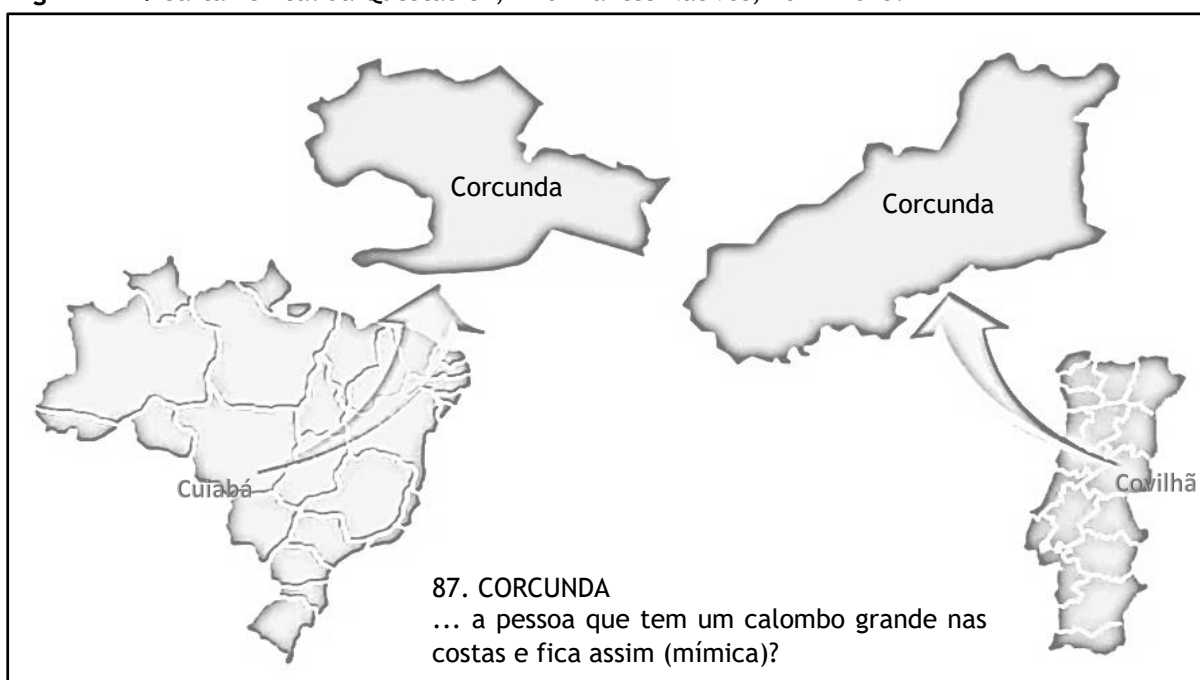 Corcunda
Corcunda
Cuiabá
Covilhã
87. CORCUNDA
... a pessoa que tem um calombo grande nas
costas e fica assim (mímica)?